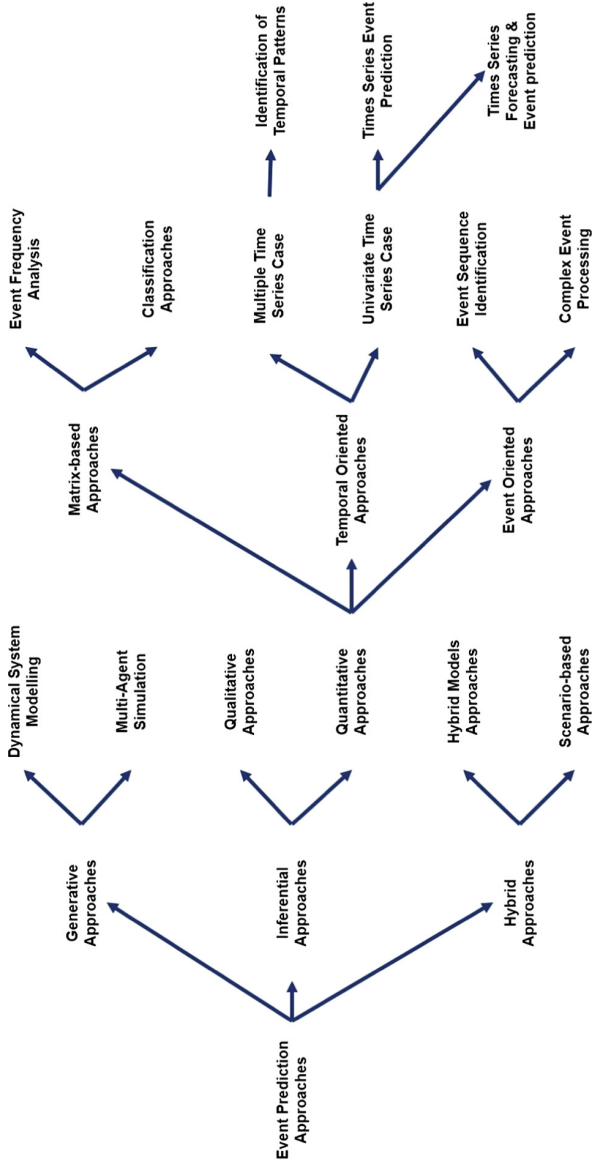 Event Prediction
Approaches
Generative
Approaches
Inferential
Approaches
Hybrid
Approaches
Dynamical System
Modelling
Multi-Agent
Simulation
Qualitative
Approaches
Quantitative
Approaches
Hybrid Models
Approaches
Scenario-based
Approaches
Matrix-based
Approaches
Temporal Oriented
Approaches
Event Oriented
Approaches
Event Frequency
Analysis
Classification
Approaches
Multiple Time
Series Case
Univariate Time
Series Case
Event Sequence
Identification
Complex Event
Processing
Identification of
Temporal Patterns
Times Series Event
Prediction
Times Series
Forecasting &
Event prediction